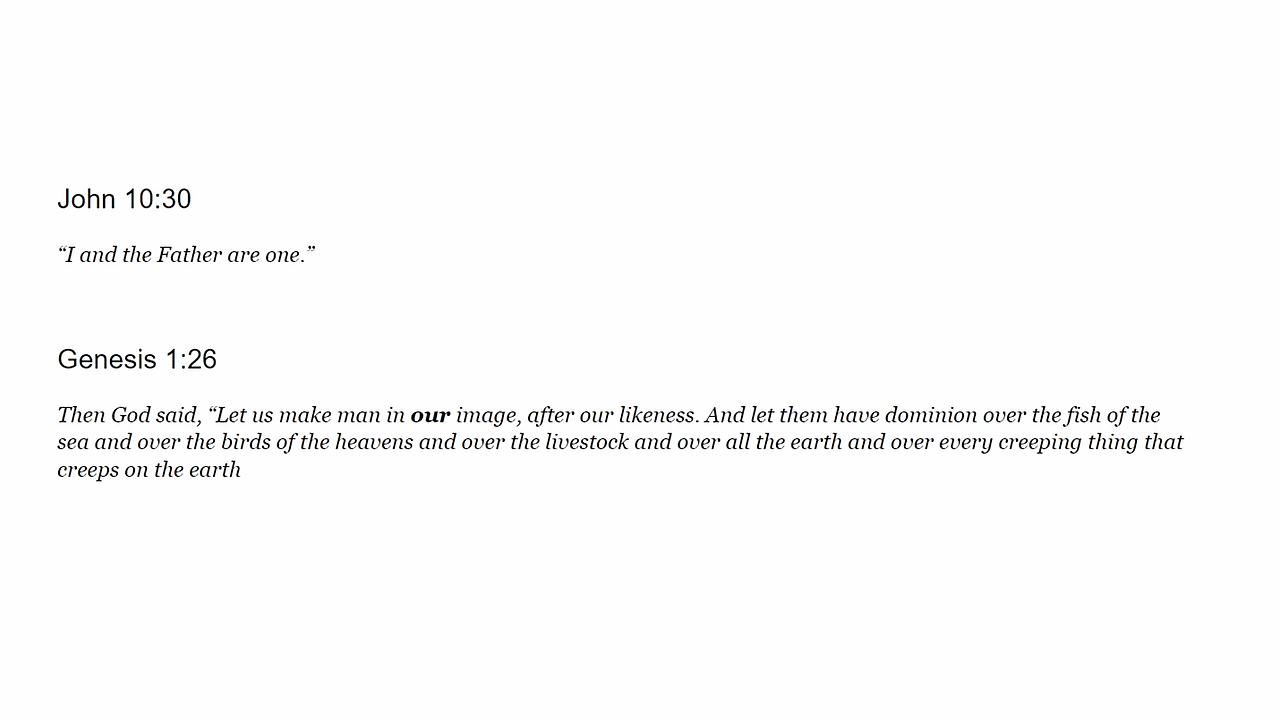 John 10:30
“I and the Father are one.”
Genesis 1:26
Then God said, “Let us make man in our image, after our likeness. And let them have dominion over the fish of the
sea and over the birds of the heavens and over the livestock and over all the earth and over every creeping thing that
creeps on the earth